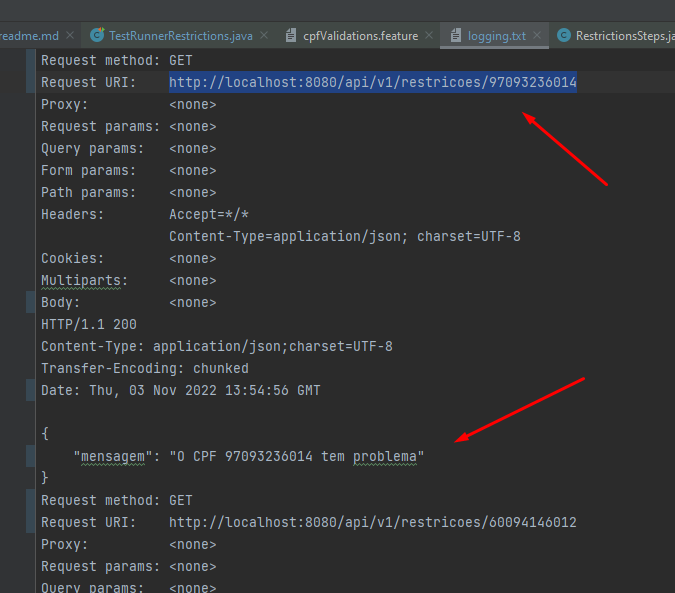 readme.md TestRunnerRestrictions.java cpfValidations.feature logging.txt RestrictionsSteps.ja
Request method: GET
Request URI: http://localhost:8080/api/v1/restricoes/97093236014
Proxy: <none>
Request params: <none>
Query params: <none>
Form params: <none>
Path params: <none>
Headers: Accept=*/*
Content-Type=application/json; charset=UTF-8
Cookies: <none>
Multiparts: <none>
Body: <none>
HTTP/1.1 200
Content-Type: application/json;charset=UTF-8
Transfer-Encoding: chunked
Date: Thu, 03 Nov 2022 13:54:56 GMT
{
"mensagem": "O CPF 97093236014 tem problema"
}
Request method: GET
Request URI: http://localhost:8080/api/v1/restricoes/60094146012
Proxy: <none>
Request params: <none>
Query params: <none>